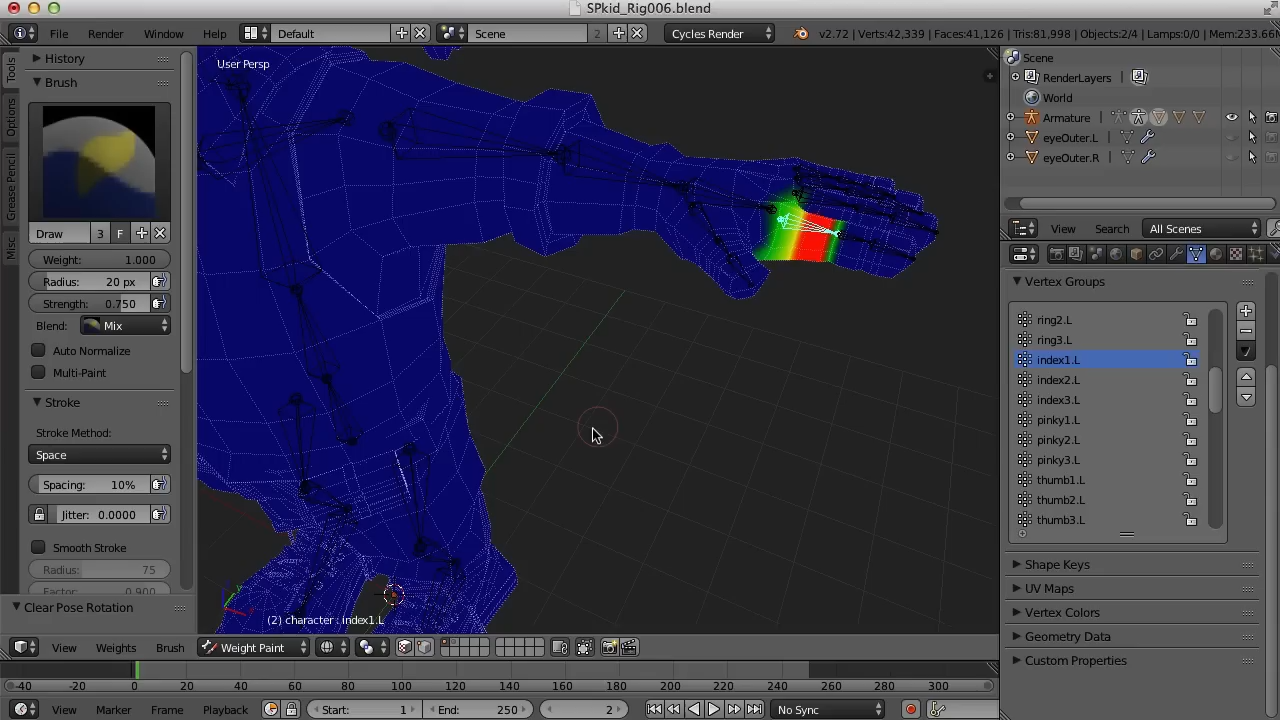 SPkid_Rig006.blend
File Render Window Help Default Scene 2 Cycles Render v2.72 | Verts:42,339 | Faces:41,126 | Tris:81,998 | Objects:2/4 | Lamps:0/0 | Mem:233.66
Tools
Options
Grease Pencil
Misc
History
Brush
Draw 3 F
Weight: 1.000
Radius: 20 px
Strength: 0.750
Blend: Mix
Auto Normalize
Multi-Paint
Stroke
Stroke Method:
Space
Spacing: 10%
Jitter: 0.0000
Smooth Stroke
Radius: 75
Factor: 0.900
Clear Pose Rotation
User Persp
(2) character : index1.L
View Weights Brush Weight Paint
-40 -20 0 20 40 60 80 100 120 140 160 180 200 220 240 260 280 300
View Marker Frame Playback Start: 1 End: 250 2 No Sync
Scene
RenderLayers
World
Armature
eyeOuter.L
eyeOuter.R
View Search All Scenes
Vertex Groups
ring2.L
ring3.L
index1.L
index2.L
index3.L
pinky1.L
pinky2.L
pinky3.L
thumb1.L
thumb2.L
thumb3.L
Shape Keys
UV Maps
Vertex Colors
Geometry Data
Custom Properties